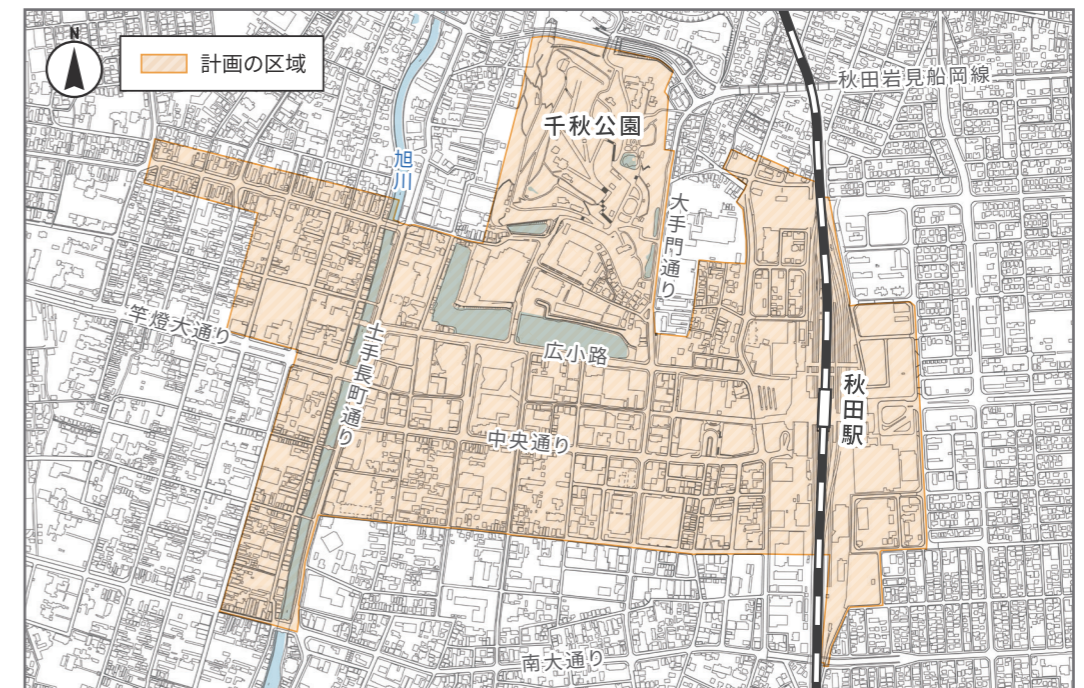 N
計画の区域
秋田岩見船岡線
千秋公園
旭川
大手門通り
竿燈大通り
土手長町通り
広小路
秋田駅
中央通り
南大通り